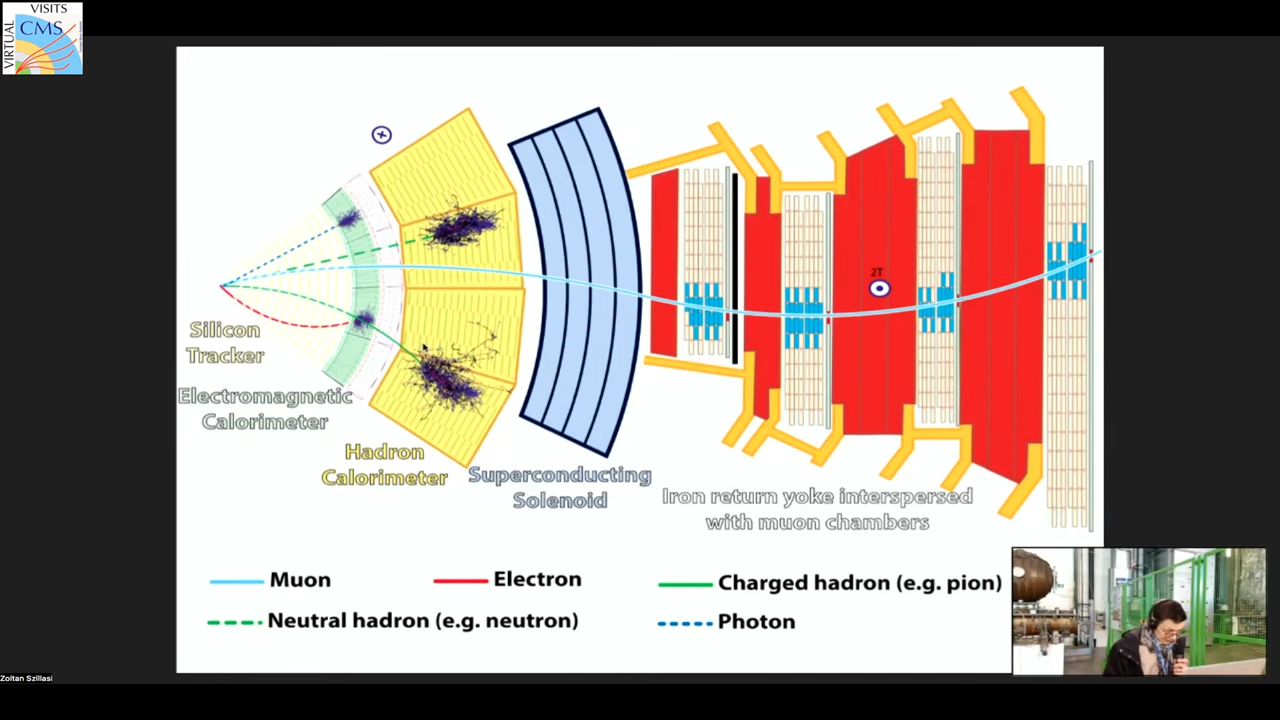 VISITS
CMS
VIRTUAL
2T
Silicon
Tracker
Electromagnetic
Calorimeter
Hadron
Calorimeter
Superconducting
Solenoid
Iron return yoke interspersed
with muon chambers
Muon
Electron
Charged hadron (e.g. pion)
Neutral hadron (e.g. neutron)
Photon
Zoltan Szillasi